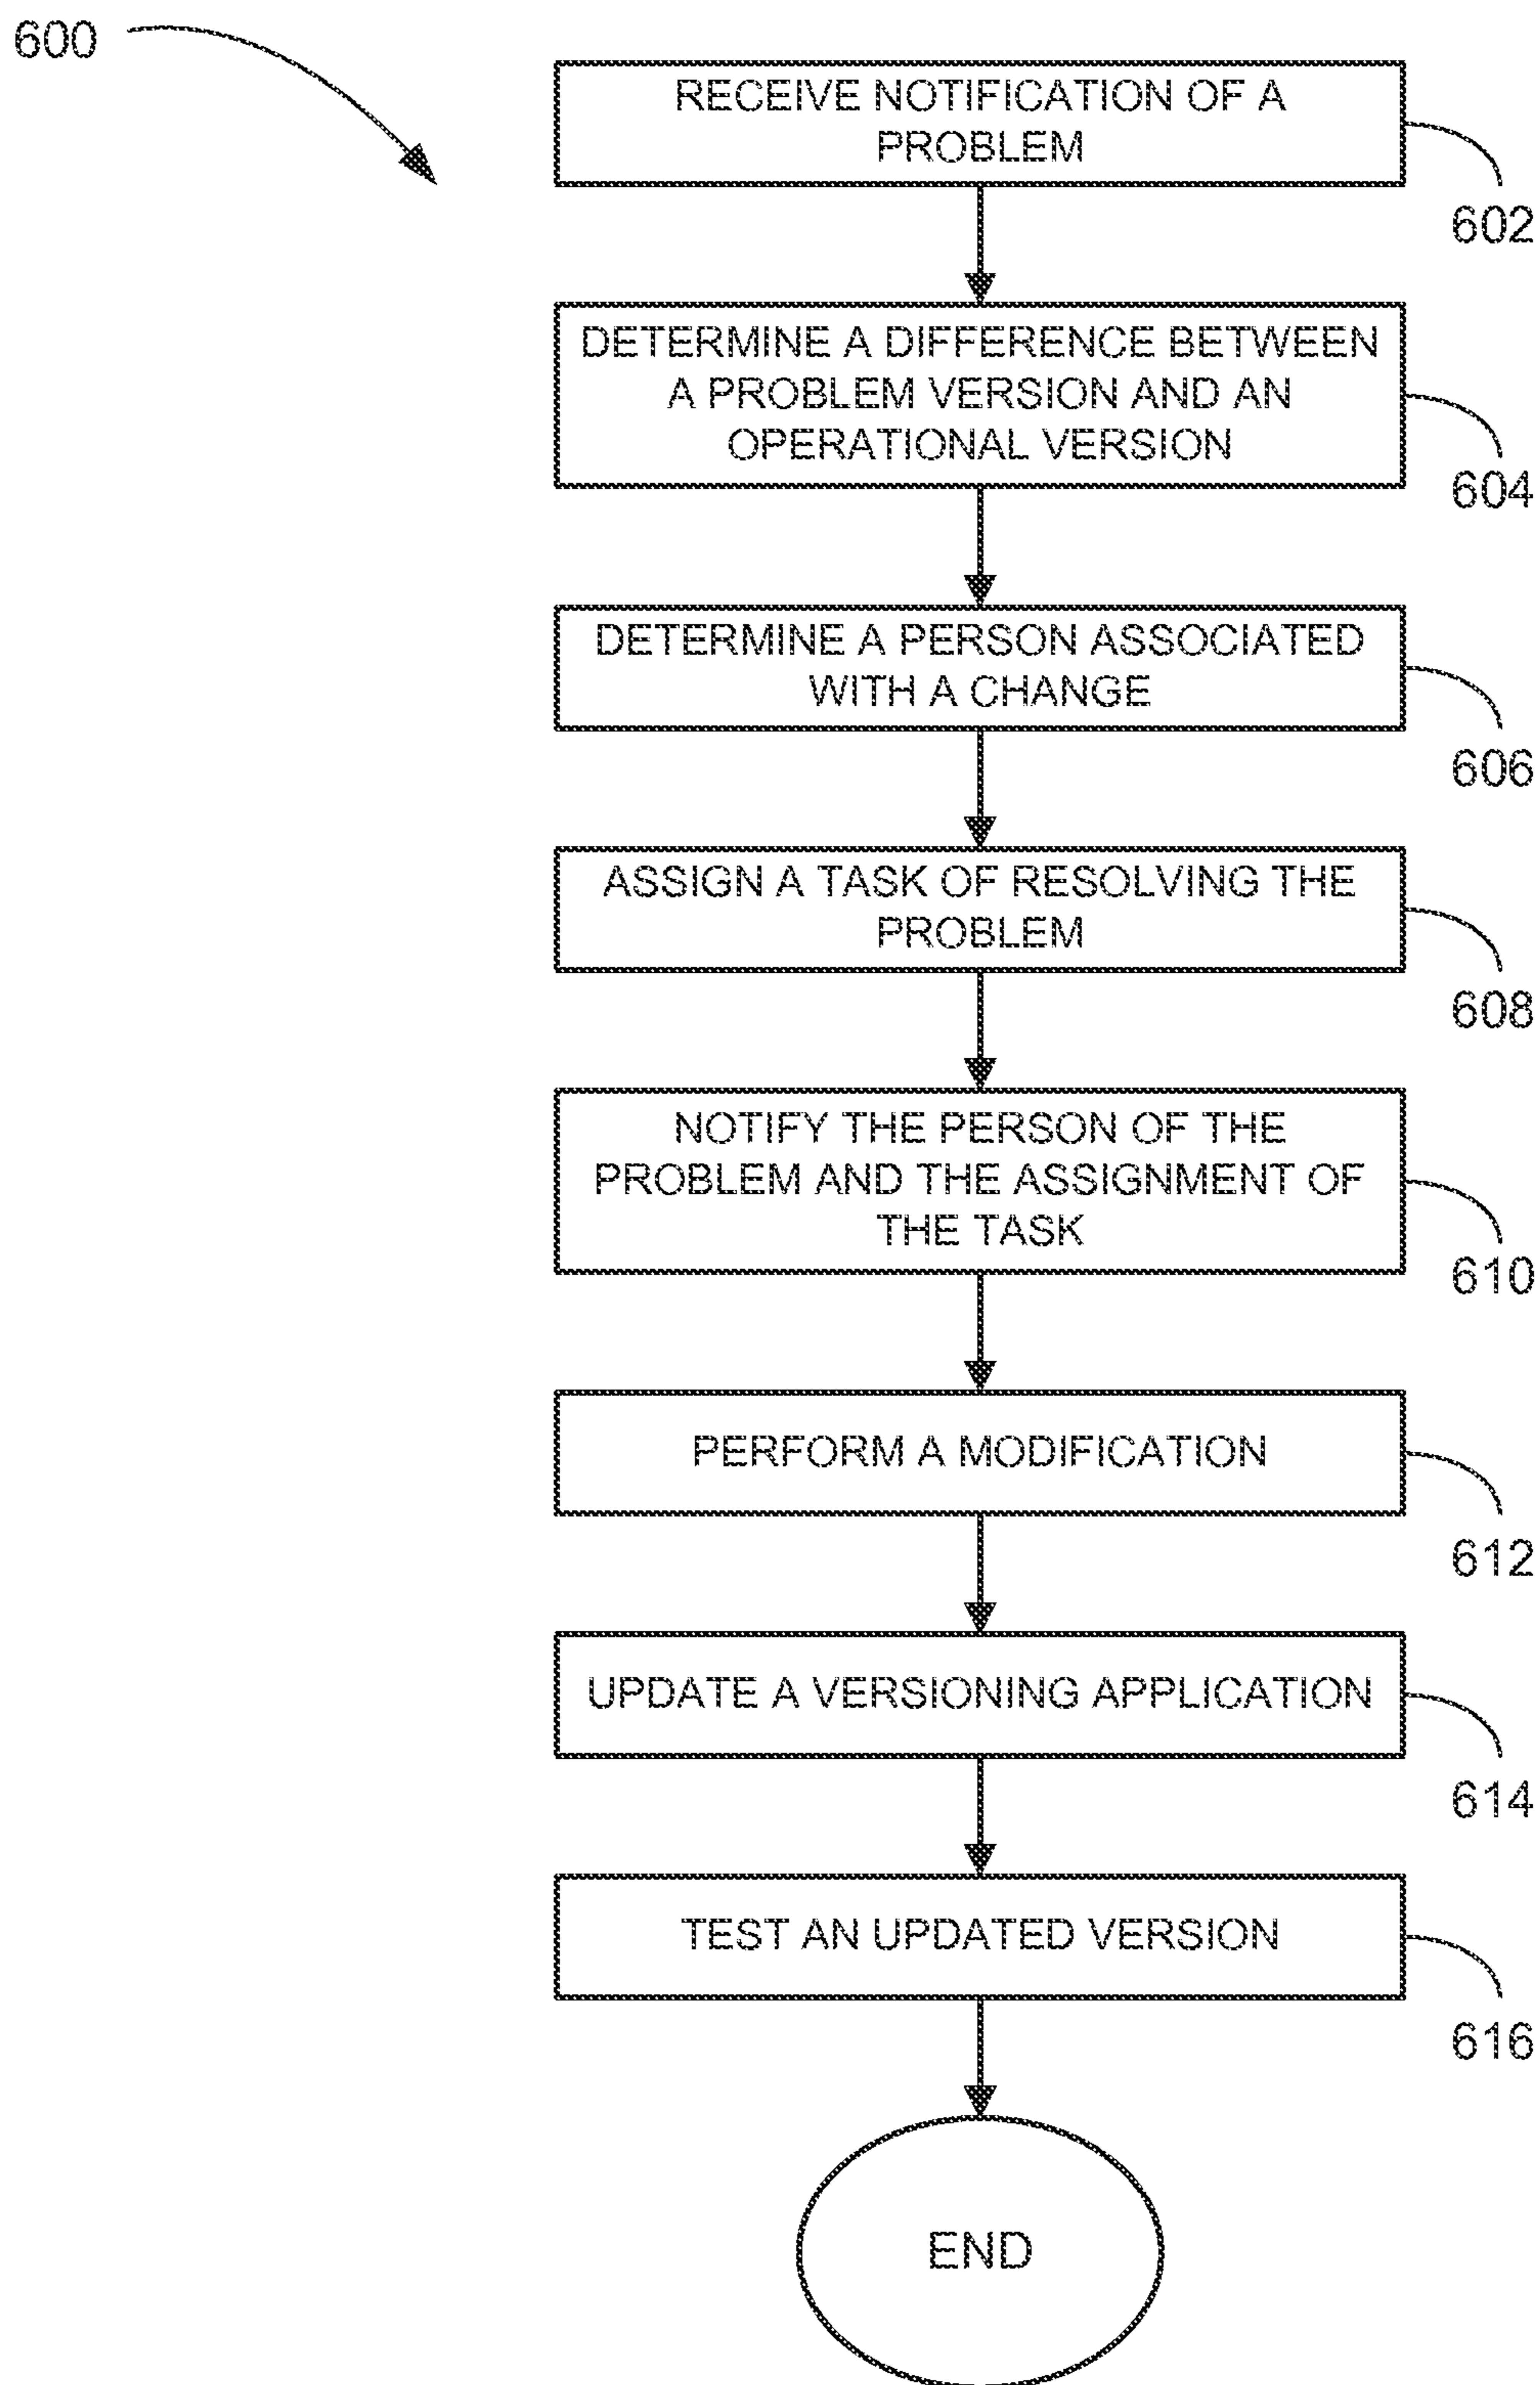 600
RECEIVE NOTIFICATION OF A
PROBLEM
602
DETERMINE A DIFFERENCE BETWEEN
A PROBLEM VERSION AND AN
OPERATIONAL VERSION
604
DETERMINE A PERSON ASSOCIATED
WITH A CHANGE
606
ASSIGN A TASK OF RESOLVING THE
PROBLEM
608
NOTIFY THE PERSON OF THE
PROBLEM AND THE ASSIGNMENT OF
THE TASK
610
PERFORM A MODIFICATION
612
UPDATE A VERSIONING APPLICATION
614
TEST AN UPDATED VERSION
616
END